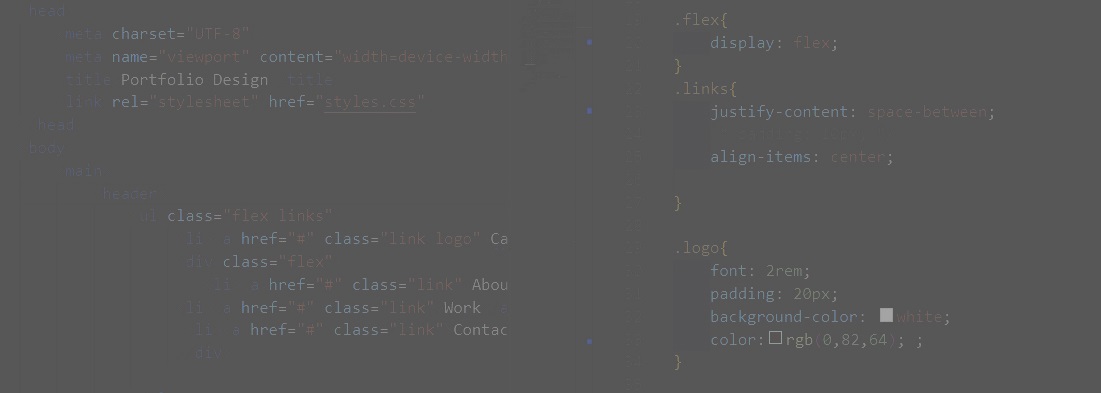 head
meta charset="UTF-8"
meta name="viewport" content="width=device-width
title Portfolio Design title
link rel="stylesheet" href="styles.css"
head
body
main
header
ul class="flex links"
li a href="#" class="link logo" Ca
div class="flex"
li a href="#" class="link" Abou
li a href="#" class="link" Work a
li a href="#" class="link" Contac
div
.flex{
display: flex;
}
.links{
justify-content: space-between;
align-items: center;
}
.logo{
font: 2rem;
padding: 20px;
background-color: white;
color: rgb(0,82,64); ;
}